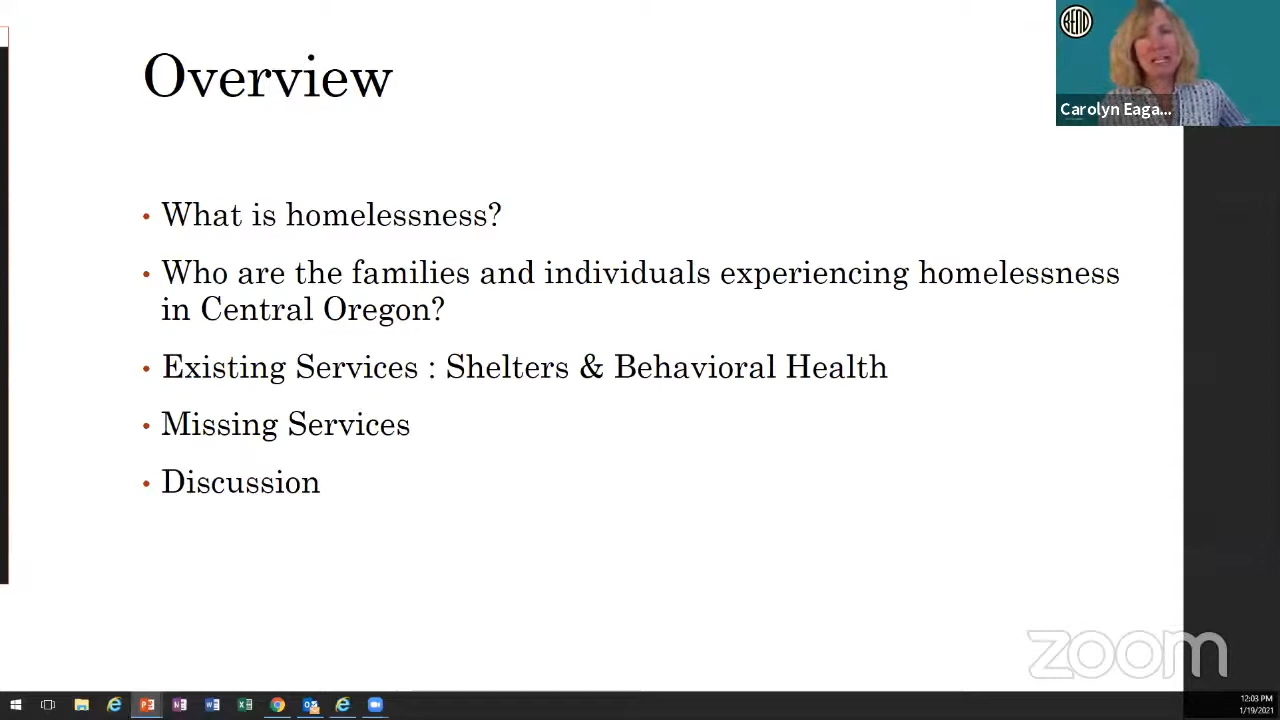 Overview
BEND
Carolyn Eaga...
• What is homelessness?
• Who are the families and individuals experiencing homelessness
in Central Oregon?
• Existing Services : Shelters & Behavioral Health
• Missing Services
• Discussion
zoom
12:03 PM
1/19/2021